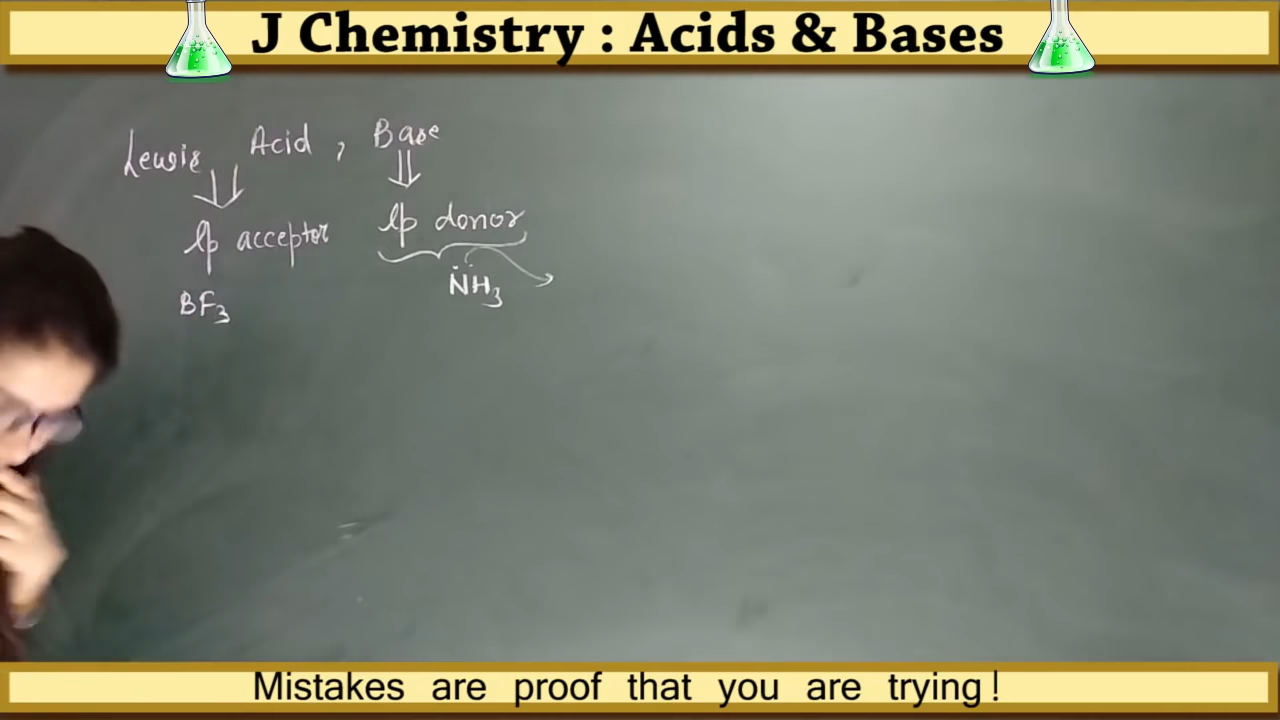 J Chemistry : Acids & Bases
Lewis Acid , Base
lp acceptor lp donor
BF3 NH3
Mistakes are proof that you are trying !